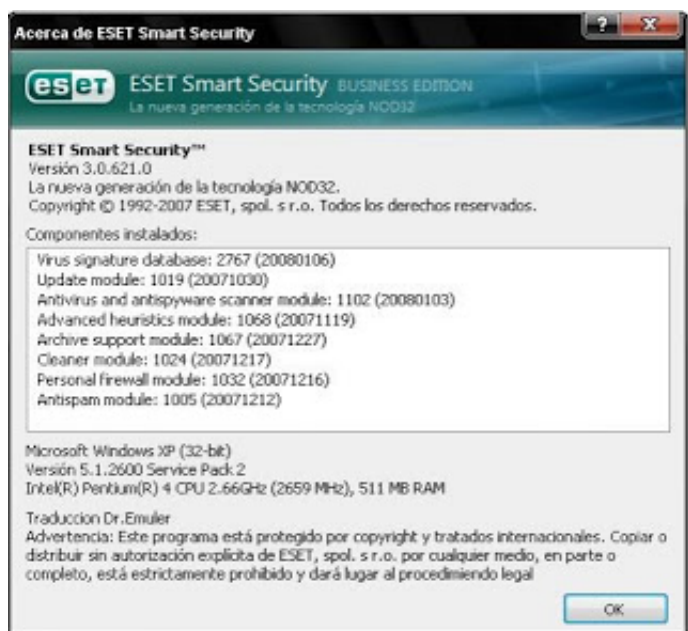 Acerca de ESET Smart Security
eseT ESET Smart Security BUSINESS EDITION
La nueva generación de la tecnología NOD32
ESET Smart Security™
Versión 3.0.621.0
La nueva generación de la tecnología NOD32.
Copyright © 1992-2007 ESET, spol. s r.o. Todos los derechos reservados.
Componentes instalados:
Virus signature database: 2767 (20080106)
Update module: 1019 (20071030)
Antivirus and antispyware scanner module: 1102 (20080103)
Advanced heuristics module: 1068 (20071119)
Archive support module: 1067 (20071227)
Cleaner module: 1024 (20071217)
Personal firewall module: 1032 (20071216)
Antispam module: 1005 (20071212)
Microsoft Windows XP (32-bit)
Versión 5.1.2600 Service Pack 2
Intel(R) Pentium(R) 4 CPU 2.66GHz (2659 MHz), 511 MB RAM
Traduccion Dr.Emuler
Advertencia: Este programa está protegido por copyright y tratados internacionales. Copiar o
distribuir sin autorización explícita de ESET, spol. s r.o. por cualquier medio, en parte o
completo, está estrictamente prohibido y dará lugar al procedimiendo legal
OK